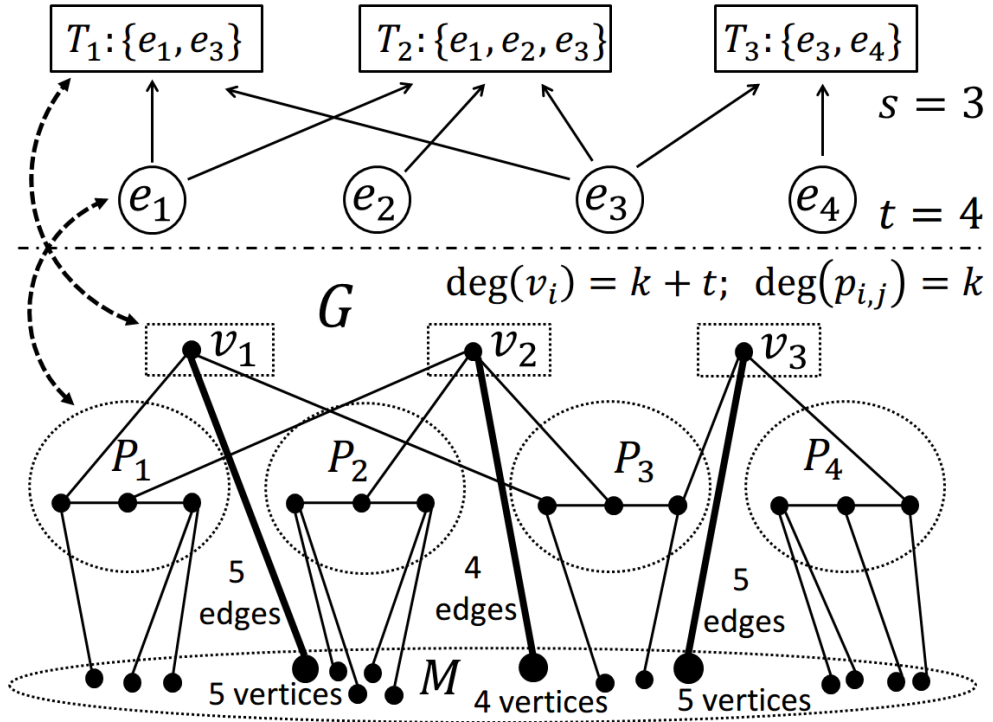 T₁: {e₁, e₃}
T₂: {e₁, e₂, e₃}
T₃: {e₃, e₄}
s = 3
e₁
e₂
e₃
e₄
t = 4
G
deg(vᵢ) = k + t; deg(pᵢ,ⱼ) = k
v₁
v₂
v₃
P₁
P₂
P₃
P₄
5 edges
4 edges
5 edges
M
5 vertices
4 vertices
5 vertices